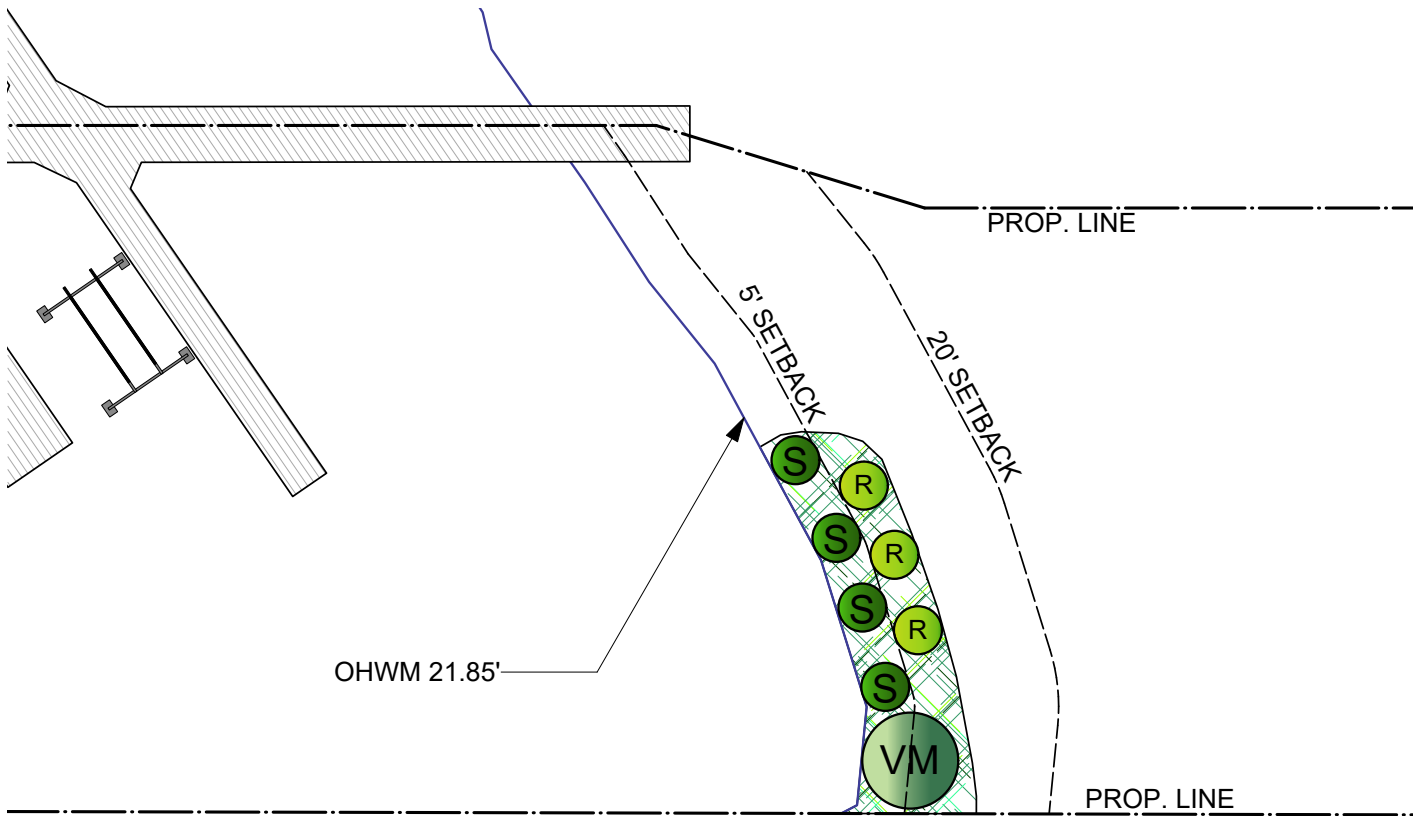 PROP. LINE
5' SETBACK
20' SETBACK
S
R
S
R
S
R
OHWM 21.85'
S
VM
PROP. LINE